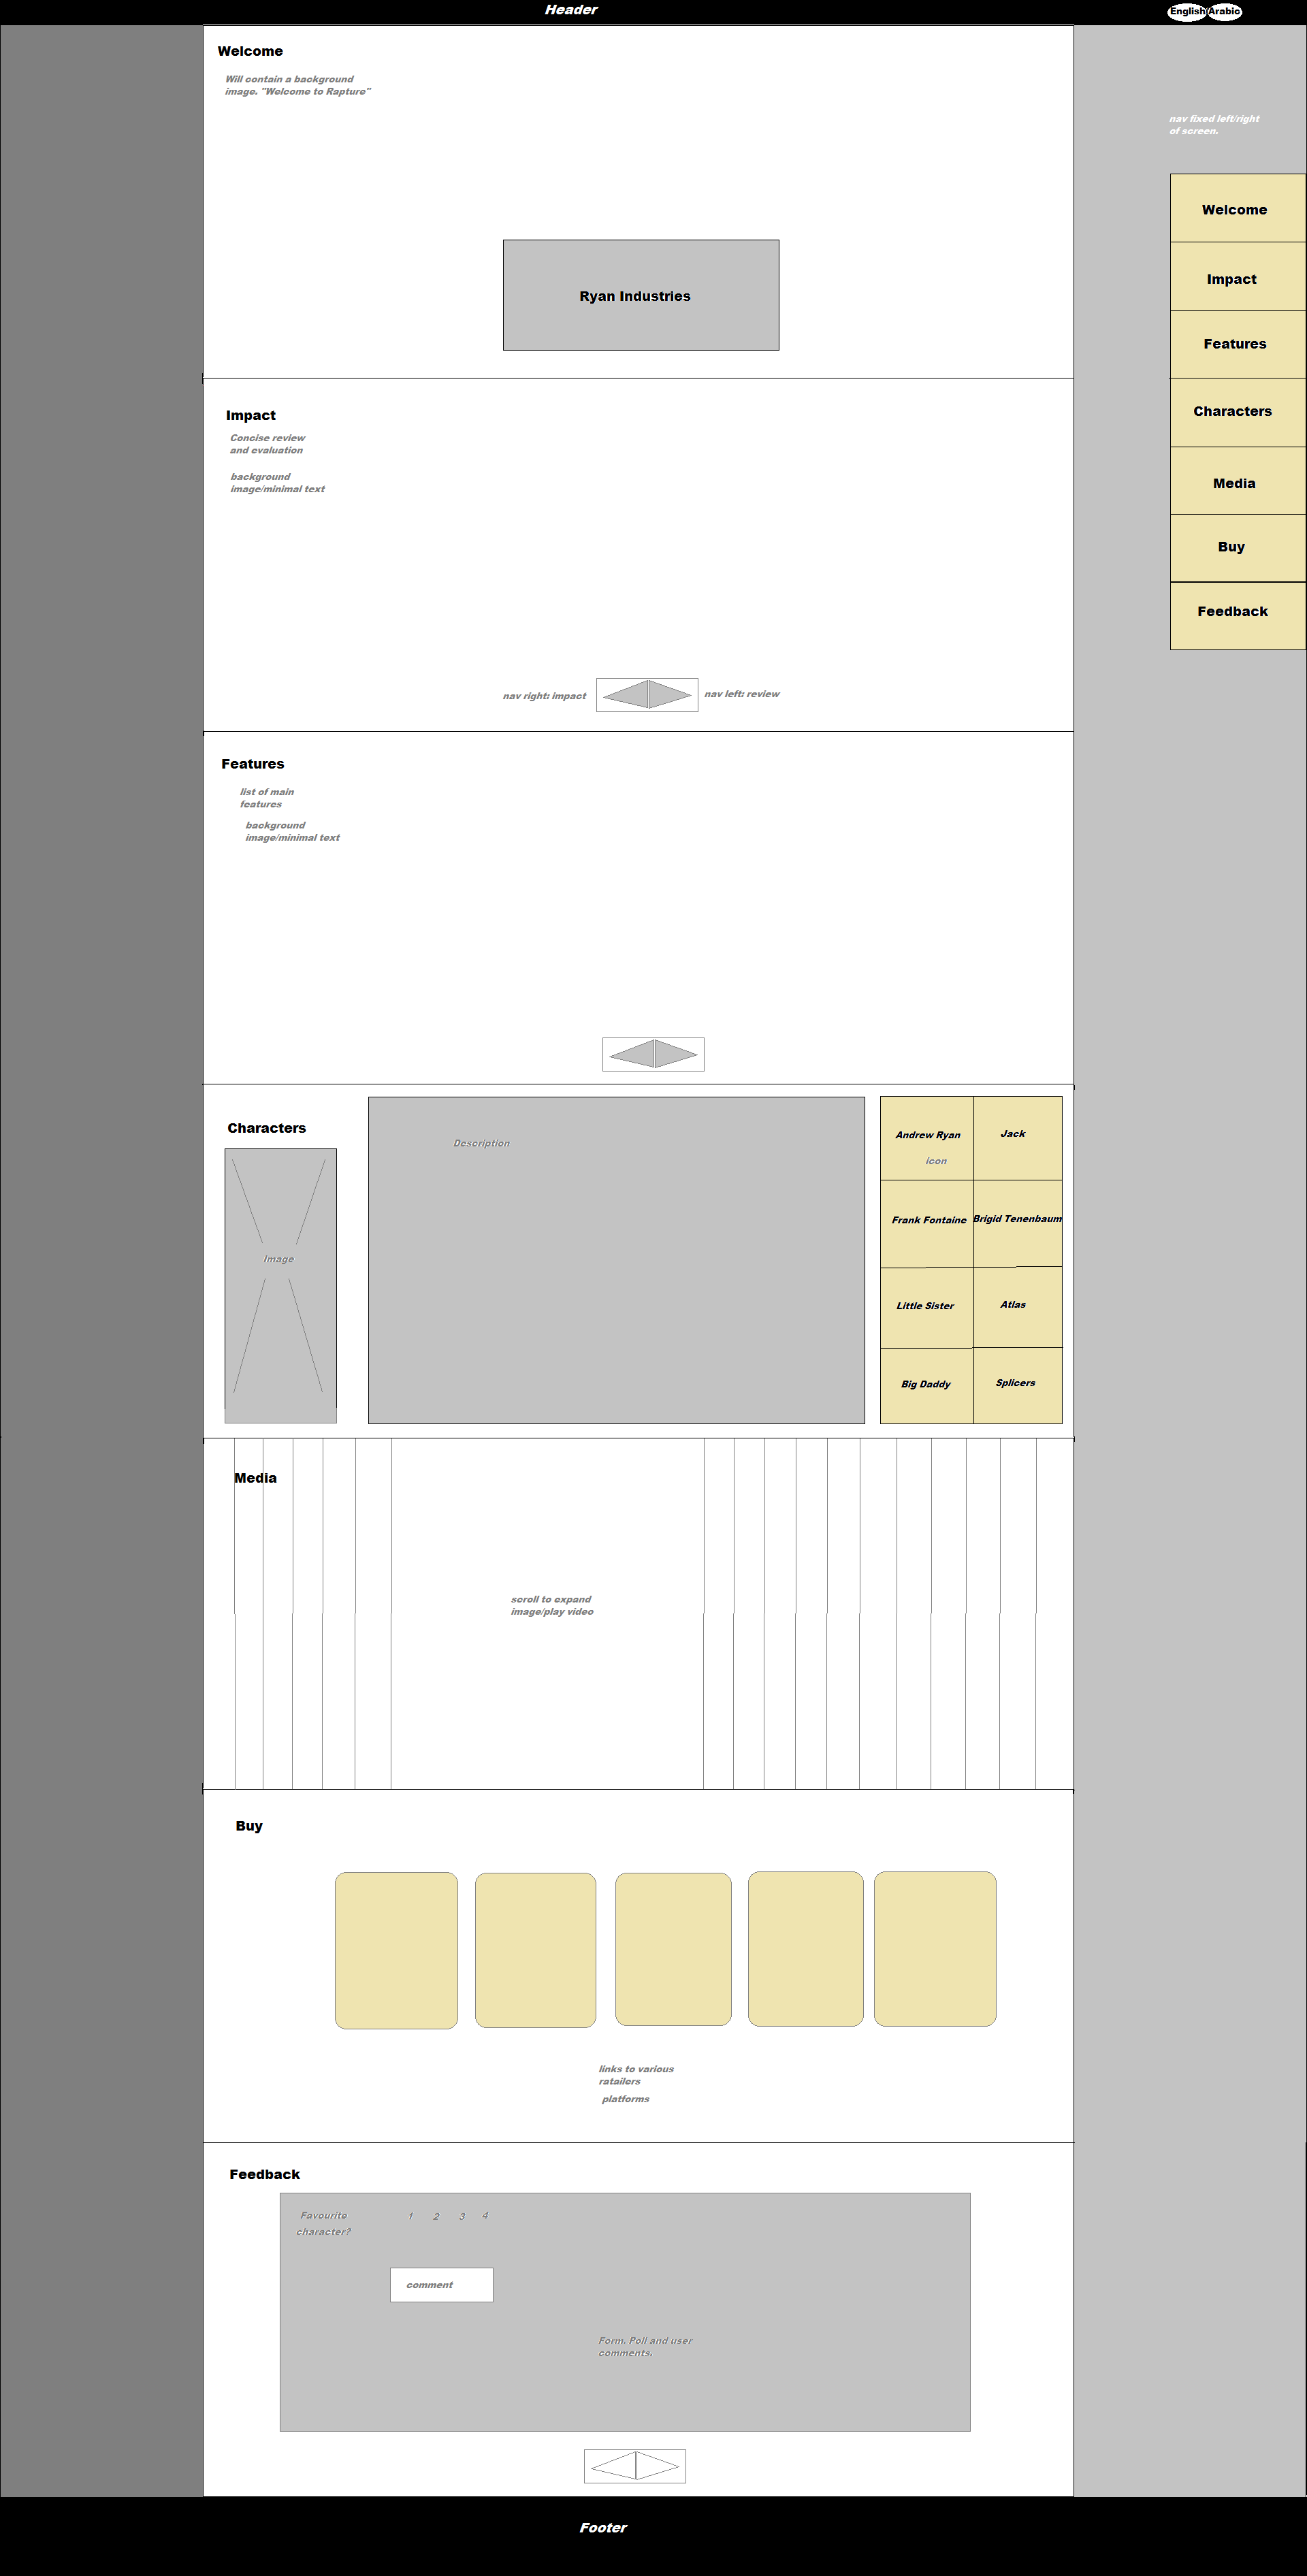 Header
English Arabic
Welcome
Will contain a background
image. "Welcome to Rapture"
nav fixed left/right
of screen.
Ryan Industries
Welcome
Impact
Features
Characters
Media
Buy
Feedback
Impact
Concise review
and evaluation
background
image/minimal text
nav right: impact
nav left: review
Features
list of main
features
background
image/minimal text
Characters
Image
Description
Andrew Ryan
icon
Jack
Frank Fontaine
Brigid Tenenbaum
Little Sister
Atlas
Big Daddy
Splicers
Media
scroll to expand
image/play video
Buy
links to various
ratailers
platforms
Feedback
Favourite
character?
1 2 3 4
comment
Form. Poll and user
comments.
Footer